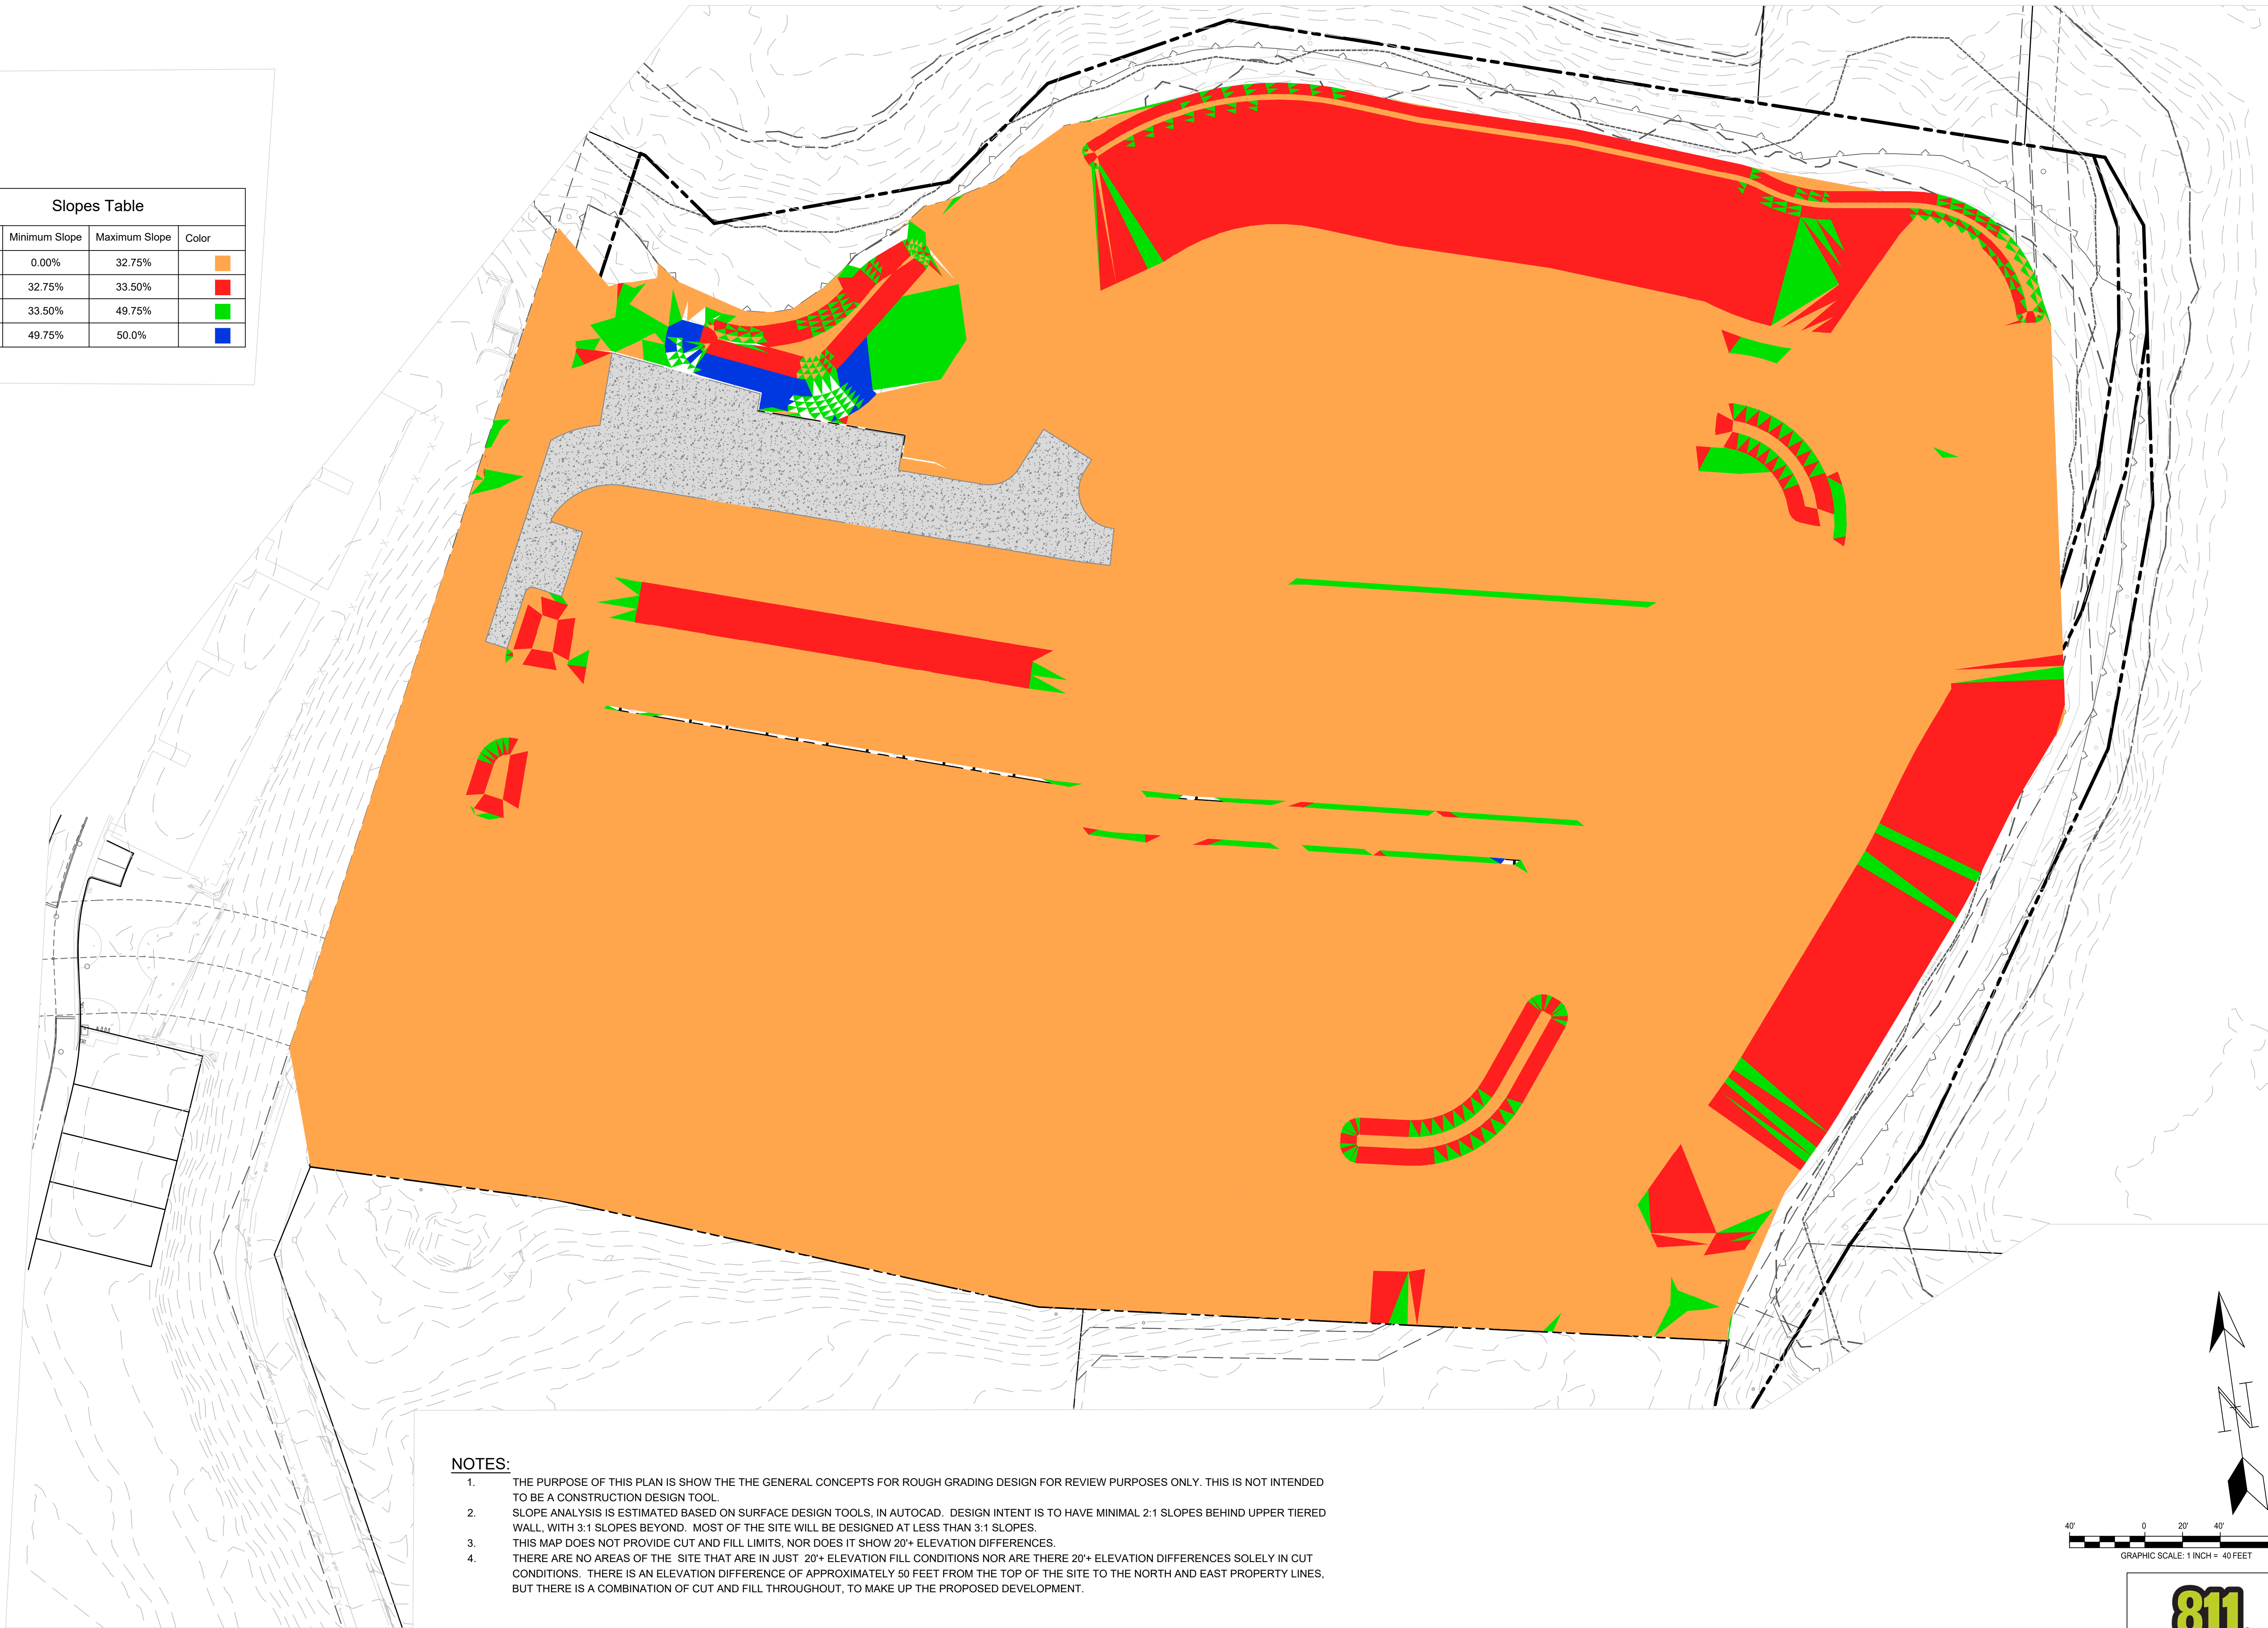 Slopes Table
Minimum Slope Maximum Slope Color
0.00% 32.75%
32.75% 33.50%
33.50% 49.75%
49.75% 50.0%
NOTES:
1. THE PURPOSE OF THIS PLAN IS SHOW THE THE GENERAL CONCEPTS FOR ROUGH GRADING DESIGN FOR REVIEW PURPOSES ONLY. THIS IS NOT INTENDED
TO BE A CONSTRUCTION DESIGN TOOL.
2. SLOPE ANALYSIS IS ESTIMATED BASED ON SURFACE DESIGN TOOLS, IN AUTOCAD. DESIGN INTENT IS TO HAVE MINIMAL 2:1 SLOPES BEHIND UPPER TIERED
WALL, WITH 3:1 SLOPES BEYOND. MOST OF THE SITE WILL BE DESIGNED AT LESS THAN 3:1 SLOPES.
3. THIS MAP DOES NOT PROVIDE CUT AND FILL LIMITS, NOR DOES IT SHOW 20'+ ELEVATION DIFFERENCES.
4. THERE ARE NO AREAS OF THE SITE THAT ARE IN JUST 20'+ ELEVATION FILL CONDITIONS NOR ARE THERE 20'+ ELEVATION DIFFERENCES SOLELY IN CUT
CONDITIONS. THERE IS AN ELEVATION DIFFERENCE OF APPROXIMATELY 50 FEET FROM THE TOP OF THE SITE TO THE NORTH AND EAST PROPERTY LINES,
BUT THERE IS A COMBINATION OF CUT AND FILL THROUGHOUT, TO MAKE UP THE PROPOSED DEVELOPMENT.
N
40' 0 20' 40'
GRAPHIC SCALE: 1 INCH = 40 FEET
811